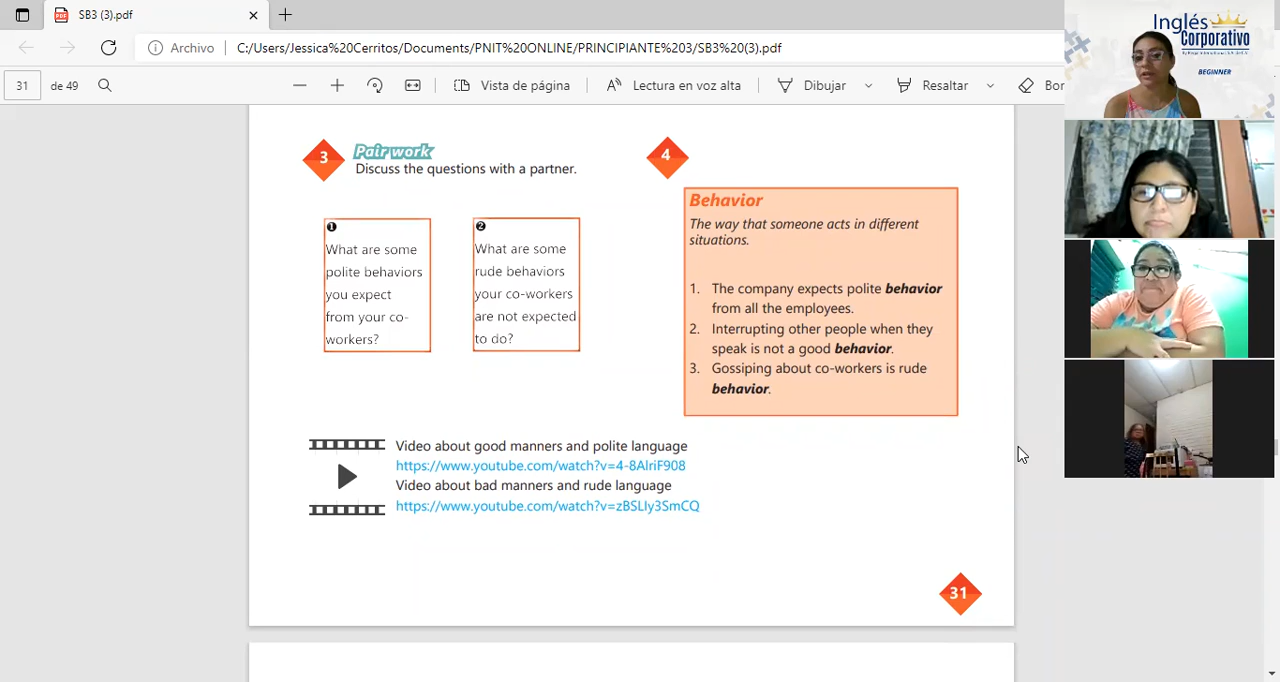 SB3 (3).pdf
Archivo
C:/Users/Jessica%20Cerritos/Documents/PNIT%20ONLINE/PRINCIPIANTE%203/SB3%20(3).pdf
31
de 49
Vista de página
Lectura en voz alta
Dibujar
Resaltar
Bor
3
Pair work
Discuss the questions with a partner.
1
What are some
polite behaviors
you expect
from your co-
workers?
2
What are some
rude behaviors
your co-workers
are not expected
to do?
4
Behavior
The way that someone acts in different
situations.
1. The company expects polite behavior
from all the employees.
2. Interrupting other people when they
speak is not a good behavior.
3. Gossiping about co-workers is rude
behavior.
Video about good manners and polite language
https://www.youtube.com/watch?v=4-8AlriF908
Video about bad manners and rude language
https://www.youtube.com/watch?v=zBSLIy3SmCQ
31
Inglés
Corporativo
BEGINNER